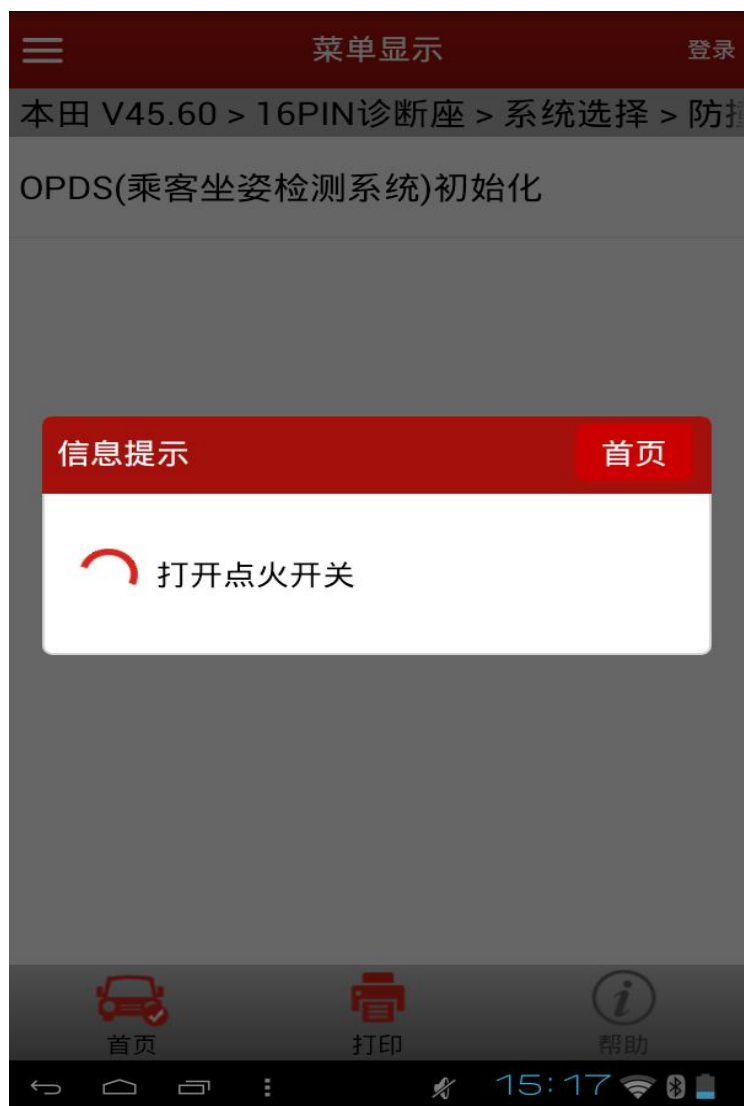 菜单显示 登录
本田 V45.60 > 16PIN诊断座 > 系统选择 > 防
OPDS(乘客坐姿检测系统)初始化
信息提示 首页
打开点火开关
首页 打印 帮助
15:17